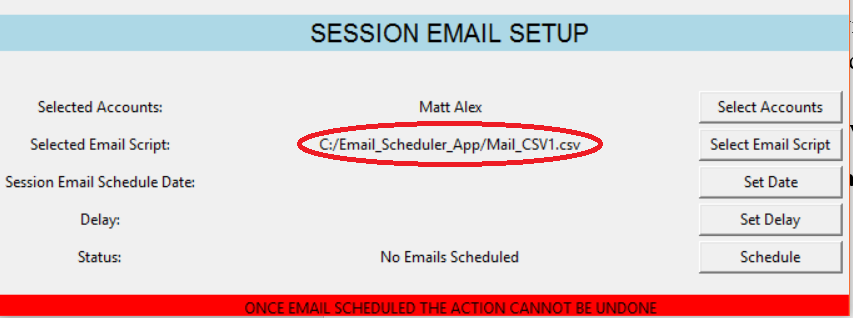 SESSION EMAIL SETUP
Selected Accounts: Matt Alex Select Accounts
Selected Email Script: C:/Email_Scheduler_App/Mail_CSV1.csv Select Email Script
Session Email Schedule Date: Set Date
Delay: Set Delay
Status: No Emails Scheduled Schedule
ONCE EMAIL SCHEDULED THE ACTION CANNOT BE UNDONE